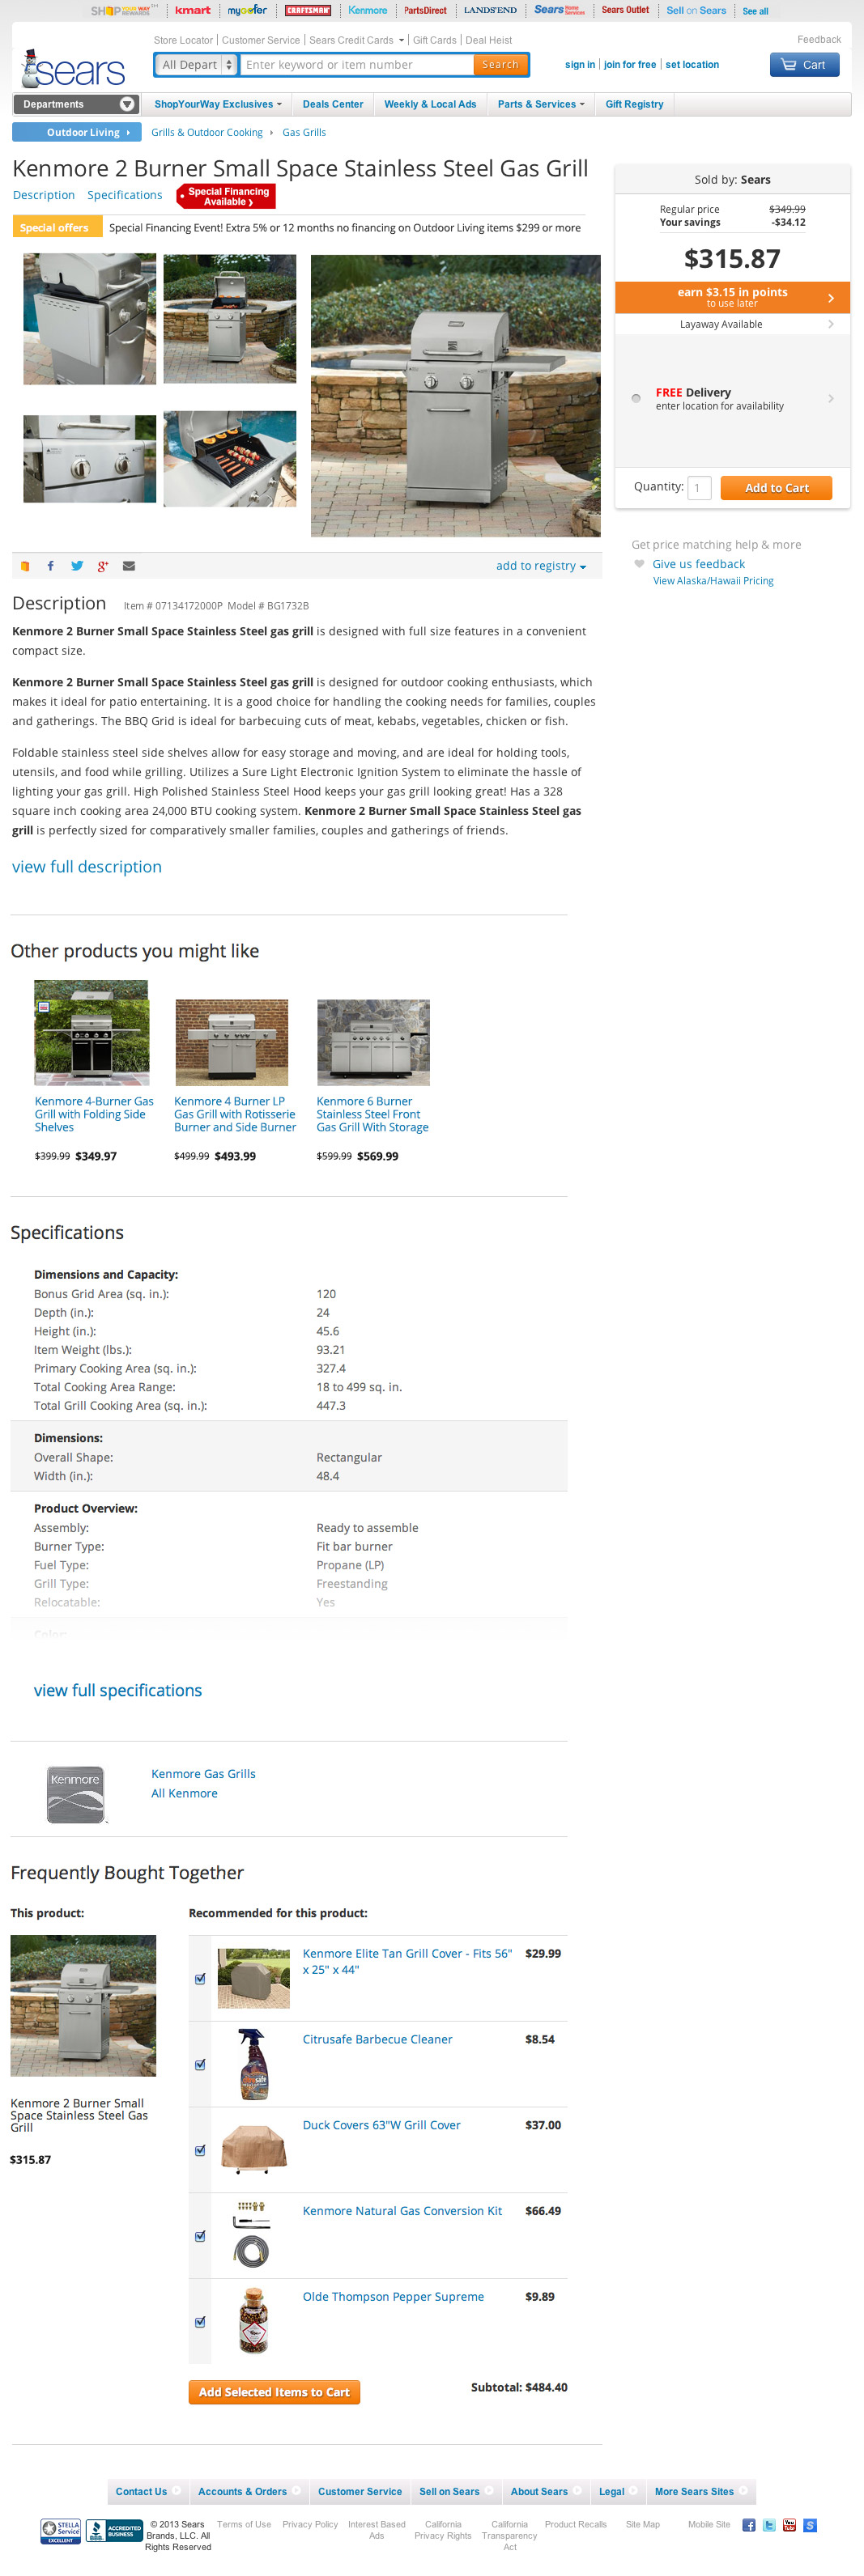 SHOP YOUR WAY REWARDS kmart mygofer CRAFTSMAN Kenmore PartsDirect LANDS'END Sears Home Services Sears Outlet Sell on Sears See all
Store Locator Customer Service Sears Credit Cards Gift Cards Deal Heist Feedback
sears
All Depart Enter keyword or item number Search
sign in join for free set location
Cart
Departments ShopYourWay Exclusives Deals Center Weekly & Local Ads Parts & Services Gift Registry
Outdoor Living Grills & Outdoor Cooking Gas Grills
Kenmore 2 Burner Small Space Stainless Steel Gas Grill
Description Specifications
Special Financing
Available
Special offers Special Financing Event! Extra 5% or 12 months no financing on Outdoor Living items $299 or more
Sold by: Sears
Regular price $349.99
Your savings -$34.12
$315.87
earn $3.15 in points
to use later
Layaway Available
FREE Delivery
enter location for availability
Quantity: 1 Add to Cart
Get price matching help & more
Give us feedback
View Alaska/Hawaii Pricing
add to registry
Description Item # 07134172000P Model # BG1732B
Kenmore 2 Burner Small Space Stainless Steel gas grill is designed with full size features in a convenient
compact size.
Kenmore 2 Burner Small Space Stainless Steel gas grill is designed for outdoor cooking enthusiasts, which
makes it ideal for patio entertaining. It is a good choice for handling the cooking needs for families, couples
and gatherings. The BBQ Grid is ideal for barbecuing cuts of meat, kebabs, vegetables, chicken or fish.
Foldable stainless steel side shelves allow for easy storage and moving, and are ideal for holding tools,
utensils, and food while grilling. Utilizes a Sure Light Electronic Ignition System to eliminate the hassle of
lighting your gas grill. High Polished Stainless Steel Hood keeps your gas grill looking great! Has a 328
square inch cooking area 24,000 BTU cooking system. Kenmore 2 Burner Small Space Stainless Steel gas
grill is perfectly sized for comparatively smaller families, couples and gatherings of friends.
view full description
Other products you might like
Kenmore 4-Burner Gas
Grill with Folding Side
Shelves
$399.99 $349.97
Kenmore 4 Burner LP
Gas Grill with Rotisserie
Burner and Side Burner
$499.99 $493.99
Kenmore 6 Burner
Stainless Steel Front
Gas Grill With Storage
$599.99 $569.99
Specifications
Dimensions and Capacity:
Bonus Grid Area (sq. in.): 120
Depth (in.): 24
Height (in.): 45.6
Item Weight (lbs.): 93.21
Primary Cooking Area (sq. in.): 327.4
Total Cooking Area Range: 18 to 499 sq. in.
Total Grill Cooking Area (sq. in.): 447.3
Dimensions:
Overall Shape: Rectangular
Width (in.): 48.4
Product Overview:
Assembly: Ready to assemble
Burner Type: Fit bar burner
Fuel Type: Propane (LP)
Grill Type: Freestanding
Relocatable: Yes
Color:
view full specifications
Kenmore
Kenmore Gas Grills
All Kenmore
Frequently Bought Together
This product:
Kenmore 2 Burner Small
Space Stainless Steel Gas
Grill
$315.87
Recommended for this product:
Kenmore Elite Tan Grill Cover - Fits 56" $29.99
x 25" x 44"
Citrusafe Barbecue Cleaner $8.54
Duck Covers 63"W Grill Cover $37.00
Kenmore Natural Gas Conversion Kit $66.49
Olde Thompson Pepper Supreme $9.89
Add Selected Items to Cart Subtotal: $484.40
Contact Us Accounts & Orders Customer Service Sell on Sears About Sears Legal More Sears Sites
STELLA
Service
EXCELLENT
BBB ACCREDITED
BUSINESS
© 2013 Sears
Brands, LLC. All
Rights Reserved
Terms of Use
Privacy Policy
Interest Based
Ads
California
Privacy Rights
California
Transparency
Act
Product Recalls
Site Map
Mobile Site